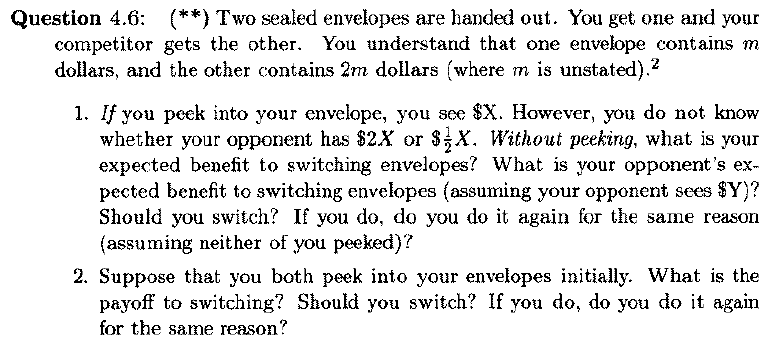 Question 4.6: (**) Two sealed envelopes are handed out. You get one and your
competitor gets the other. You understand that one envelope contains m
dollars, and the other contains 2m dollars (where m is unstated).²
1. If you peek into your envelope, you see $X. However, you do not know
whether your opponent has $2X or $½X. Without peeking, what is your
expected benefit to switching envelopes? What is your opponent's ex-
pected benefit to switching envelopes (assuming your opponent sees $Y)?
Should you switch? If you do, do you do it again for the same reason
(assuming neither of you peeked)?
2. Suppose that you both peek into your envelopes initially. What is the
payoff to switching? Should you switch? If you do, do you do it again
for the same reason?